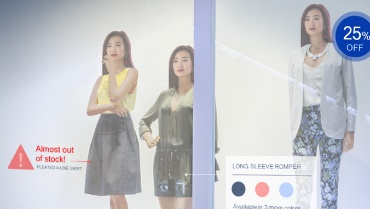 25%
OFF
Almost out
of stock!
PLEATED A-LINE SKIRT
LONG SLEEVE ROMPER
Available in 3 more colors